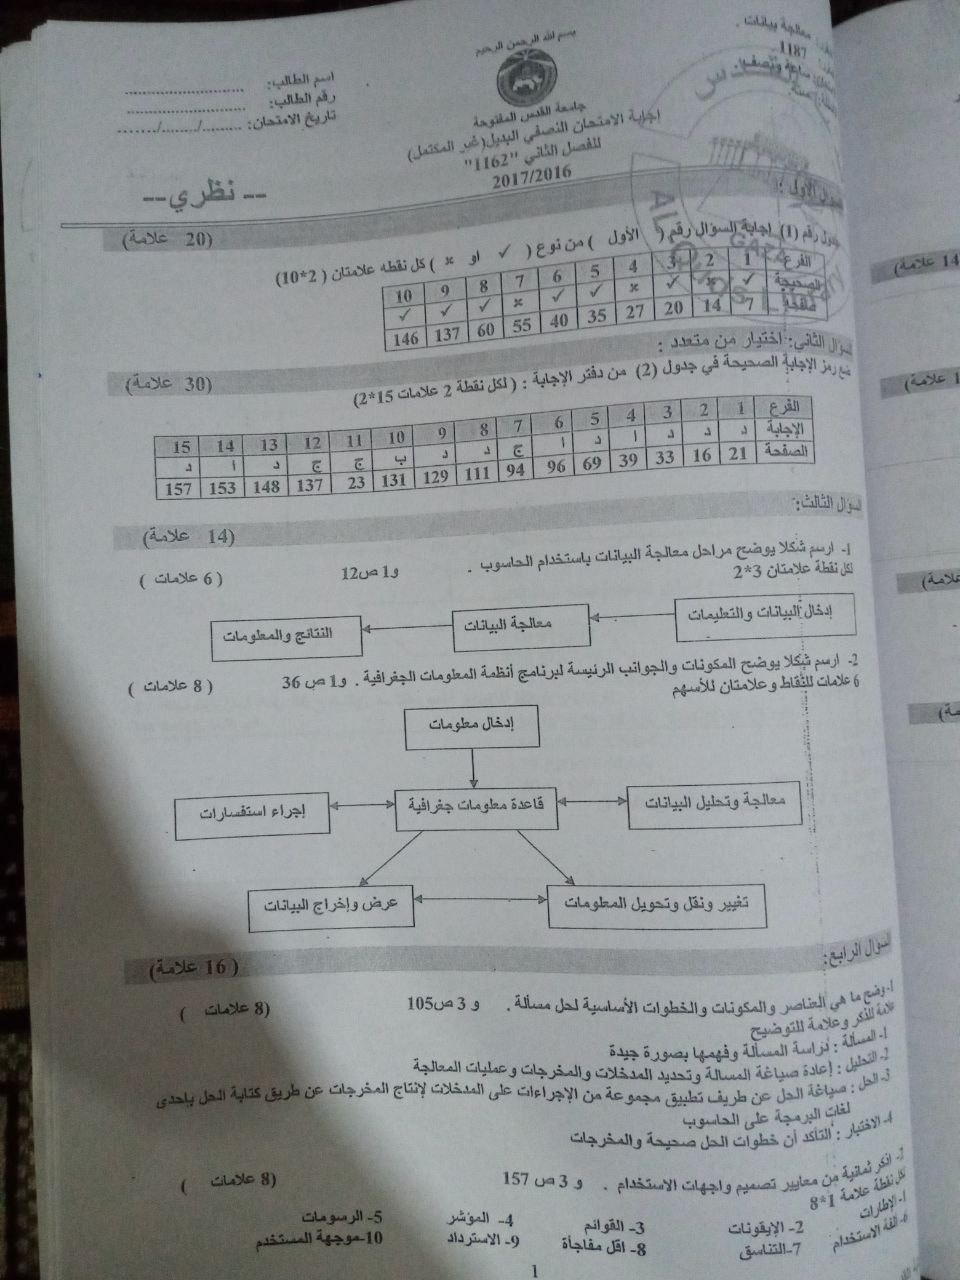 معالجة بيانات .
1187
بسم الله الرحمن الرحيم
جامعة القدس المفتوحة
إجابة الامتحان النصفي البديل(غير المكتمل)
للفصل الثاني "1162"
2017/2016
اسم الطالب: ........................
رقم الطالب: ........................
تاريخ الامتحان: ......../......./........
-- نظري--
السؤال الأول : (20 علامة)
جدول رقم (1) إجابة السؤال رقم ( الأول ) من نوع ( ✓ او × ) كل نقطه علامتان ( 2*10)
الفرع 1 2 3 4 5 6 7 8 9 10
الصحيحة ✓ × ✓ × ✓ ✓ × ✓ ✓ ✓
صفحة 7 14 20 27 35 40 55 60 137 146
السؤال الثاني: اختيار من متعدد : (30 علامة)
ضع رمز الإجابة الصحيحة في جدول (2) من دفتر الإجابة : ( لكل نقطة 2 علامات 15*2)
الفرع 1 2 3 4 5 6 7 8 9 10 11 12 13 14 15
الإجابة د د د ا د ا ج د د ب ج ج د ا د
الصفحة 21 16 33 39 69 96 94 111 129 131 23 137 148 153 157
السؤال الثالث: (14 علامة)
1- ارسم شكلا يوضح مراحل معالجة البيانات باستخدام الحاسوب . و1 ص12 ( 6 علامات )
لكل نقطة علامتان 3*2
إدخال البيانات والتعليمات
معالجة البيانات
النتائج والمعلومات
2- ارسم شكلا يوضح المكونات والجوانب الرئيسة لبرنامج أنظمة المعلومات الجغرافية . و1 ص 36 ( 8 علامات )
6 علامات للنقاط وعلامتان للأسهم
إدخال معلومات
معالجة وتحليل البيانات
قاعدة معلومات جغرافية
إجراء استفسارات
تغيير ونقل وتحويل المعلومات
عرض وإخراج البيانات
السؤال الرابع: ( 16 علامة)
1-وضح ما هي العناصر والمكونات والخطوات الأساسية لحل مسألة . و 3 ص105 (8 علامات )
علامة للذكر وعلامة للتوضيح
1- المسألة : دراسة المسألة وفهمها بصورة جيدة
2- التحليل : إعادة صياغة المسالة وتحديد المدخلات والمخرجات وعمليات المعالجة
3- الحل : صياغة الحل عن طريف تطبيق مجموعة من الإجراءات على المدخلات لإنتاج المخرجات عن طريق كتابة الحل بإحدى
لغات البرمجة على الحاسوب
4- الاختبار : التأكد أن خطوات الحل صحيحة والمخرجات
2- اذكر ثمانية من معايير تصميم واجهات الاستخدام . و 3 ص 157 (8 علامات )
لكل نقطة علامة 1*8
1- الإطارات 2- الإيقونات 3- القوائم 4- المؤشر 5- الرسومات
6- الفة الاستخدام 7-التناسق 8- اقل مفاجأة 9- الاسترداد 10-موجهة المستخدم
1
14 علامة)
علامة)